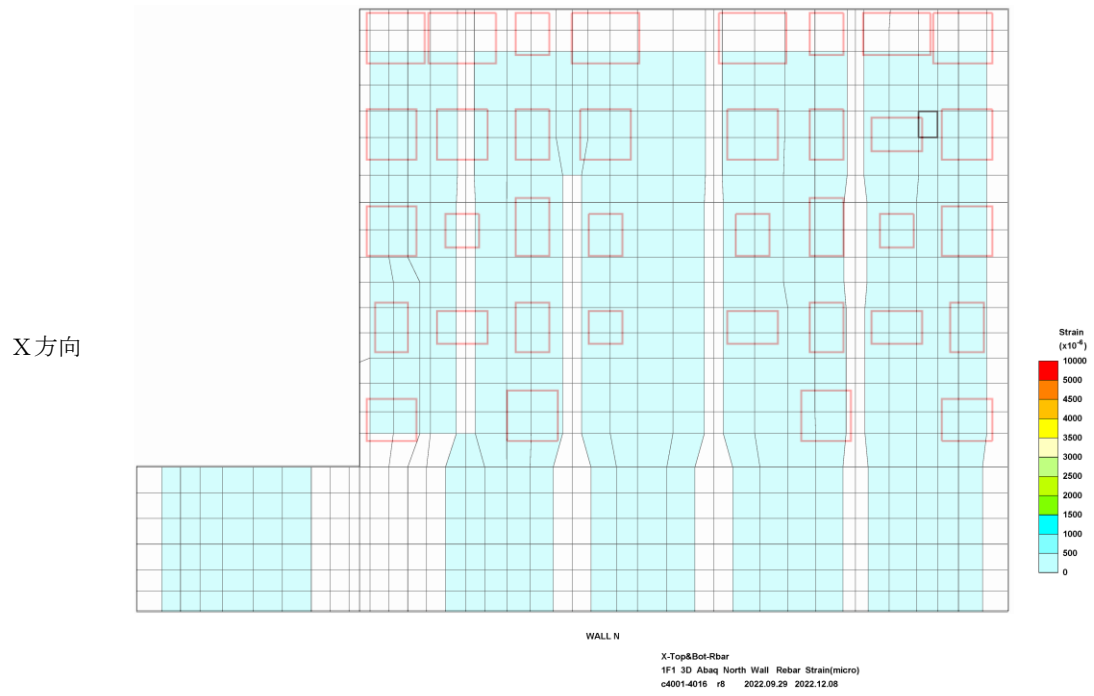 X方向
Strain
(x10-6)
10000
5000
4500
4000
3500
3000
2500
2000
1500
1000
500
0
WALL N
X-Top&Bot-Rbar
1F1 3D Abaq North Wall Rebar Strain(micro)
c4001-4016 r8 2022.09.29 2022.12.08